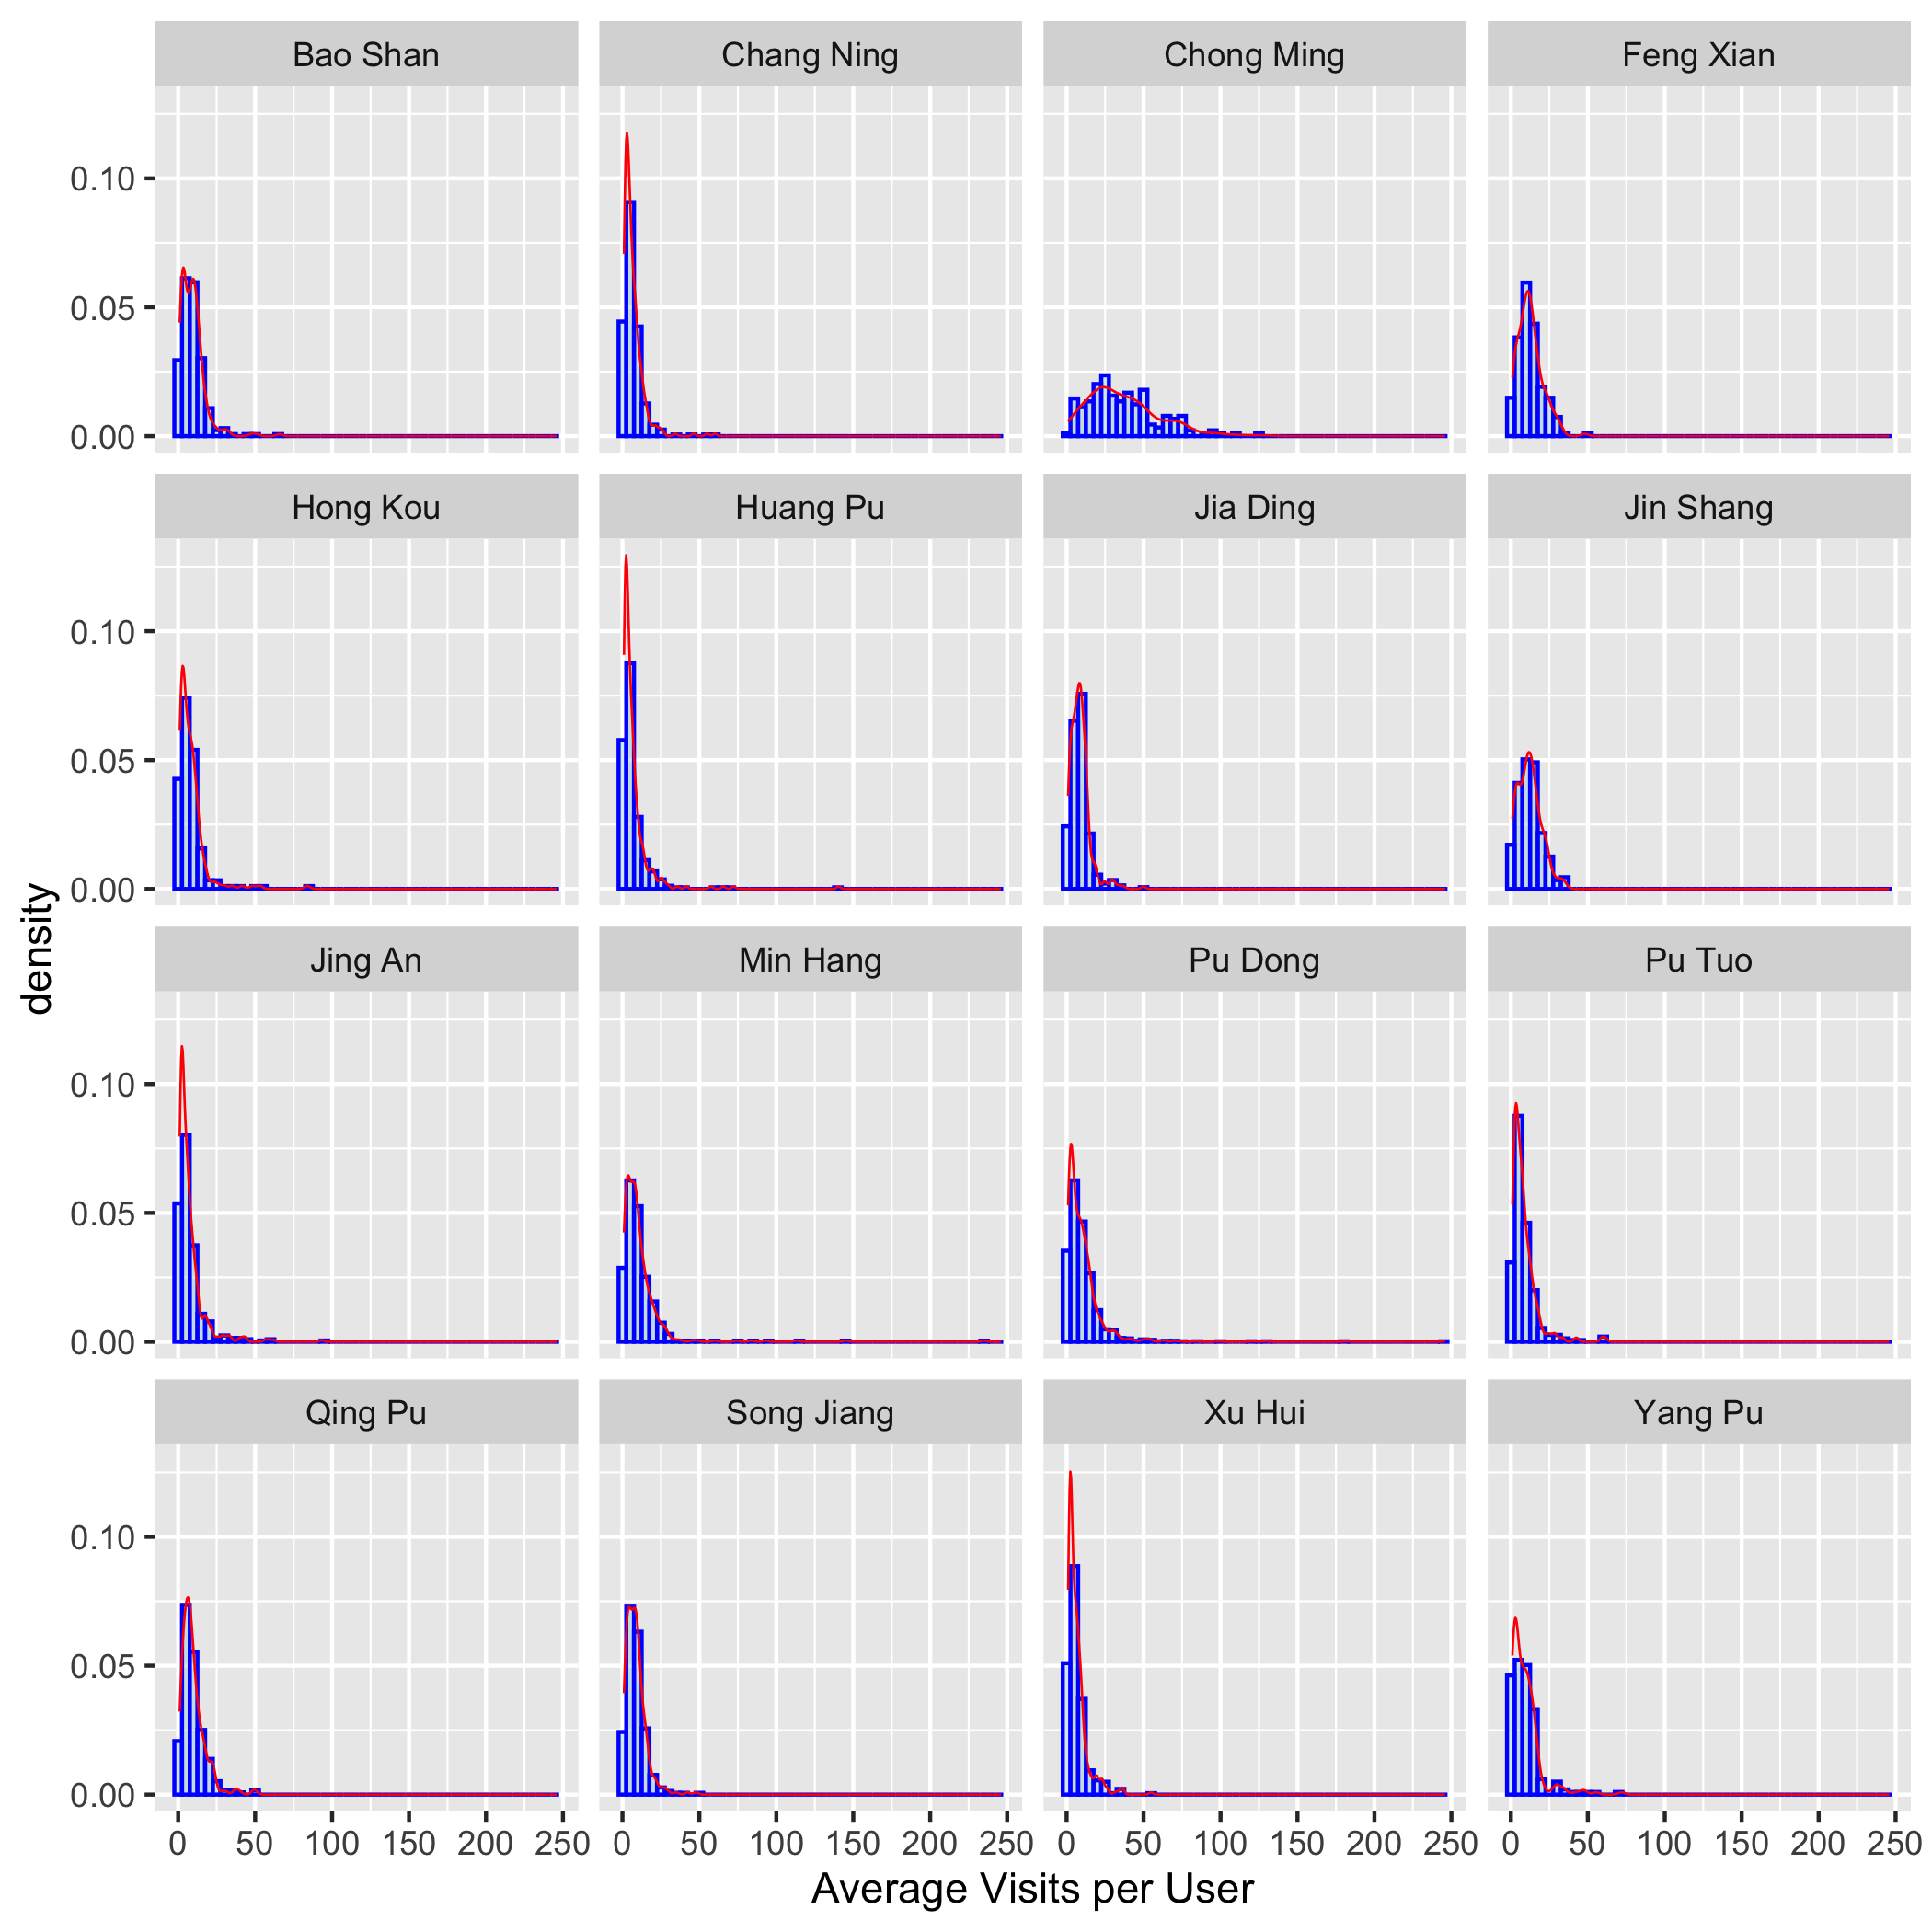 Bao Shan Chang Ning Chong Ming Feng Xian
0.10
0.05
0.00
Hong Kou Huang Pu Jia Ding Jin Shang
0.10
0.05
0.00
Jing An Min Hang Pu Dong Pu Tuo
0.10
0.05
0.00
Qing Pu Song Jiang Xu Hui Yang Pu
0.10
0.05
0.00
0 50 100 150 200 250 0 50 100 150 200 250 0 50 100 150 200 250 0 50 100 150 200 250
Average Visits per User
density